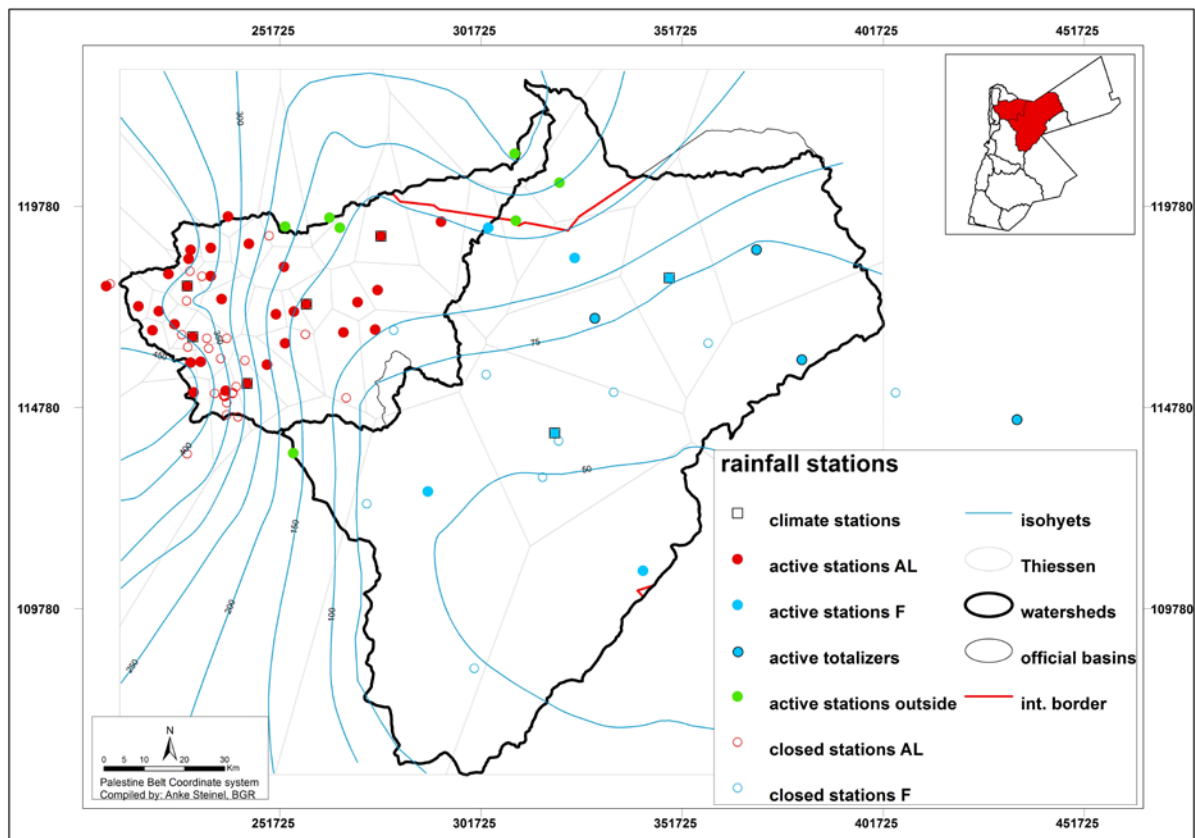 251725 301725 351725 401725 451725
300
119780 119780
300
450
75
114780 114780
400
50
rainfall stations
climate stations
isohyets
active stations AL
Thiessen
active stations F
watersheds
active totalizers
official basins
active stations outside
int. border
closed stations AL
closed stations F
150
109780 109780
100
200
250
N
0 5 10 20 30
Km
Palestine Belt Coordinate system
Compiled by: Anke Steinel, BGR
251725 301725 351725 401725 451725